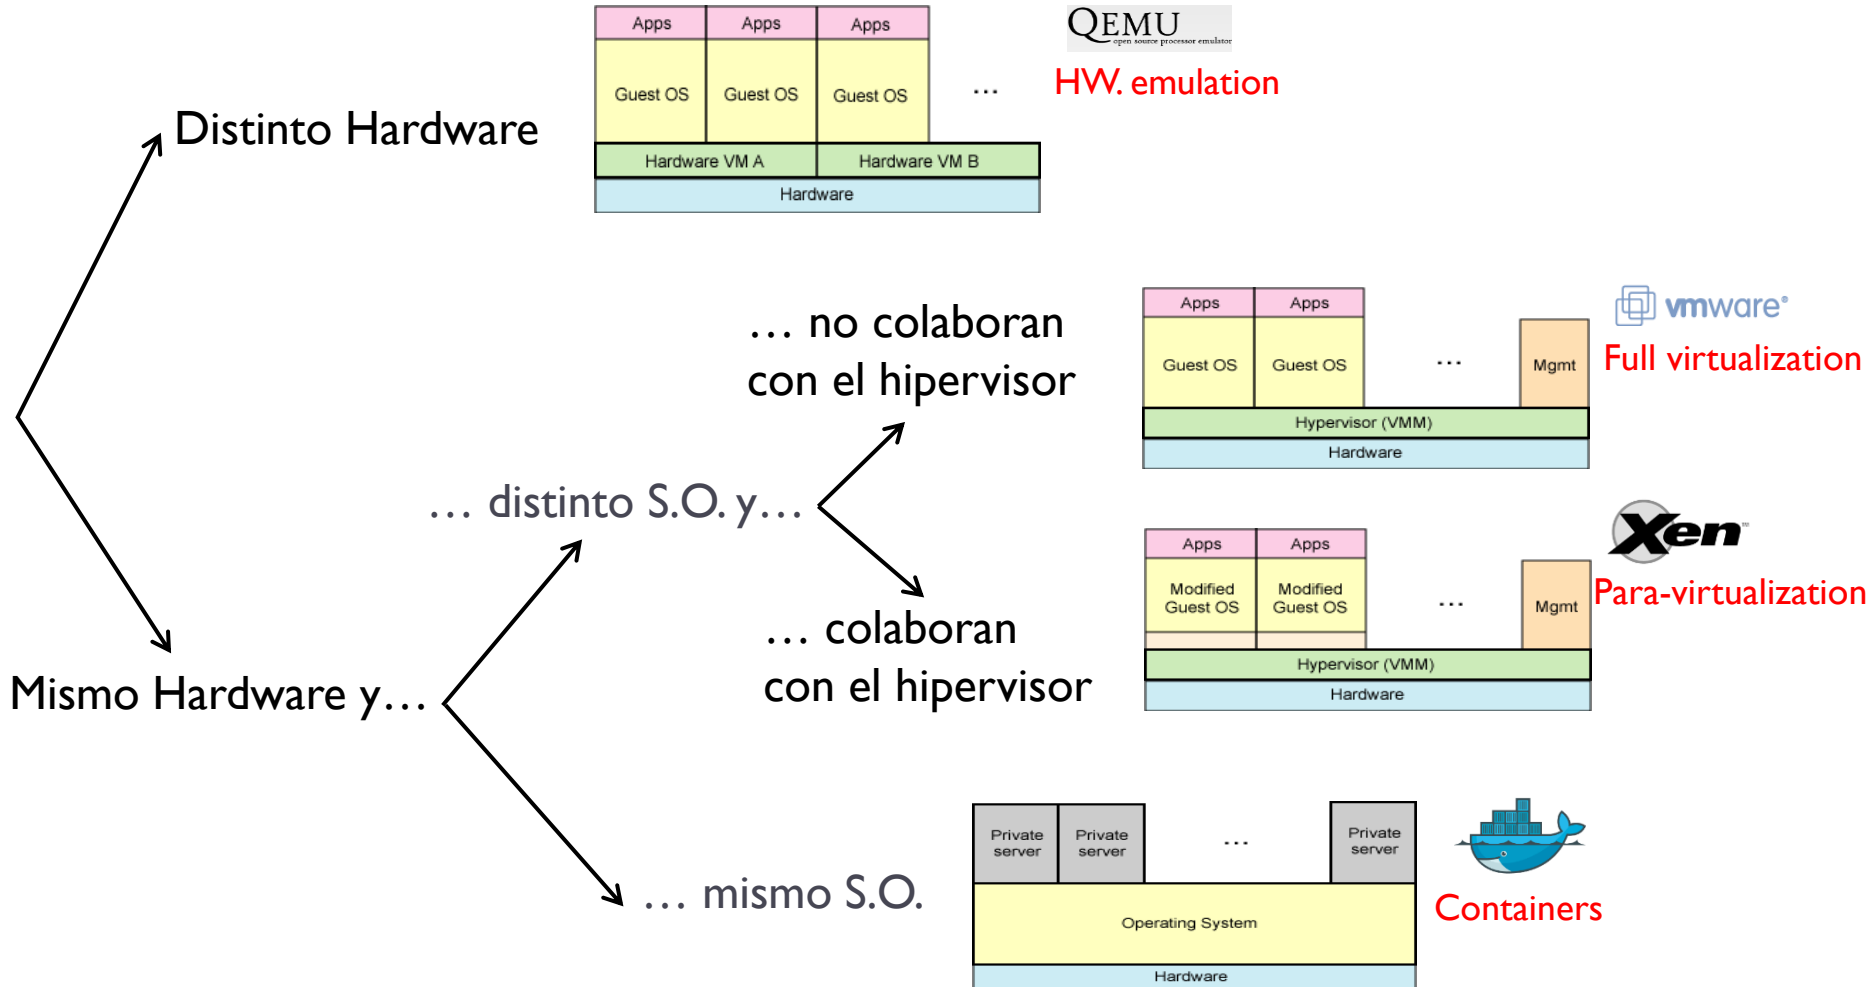 Apps Apps Apps
Guest OS Guest OS Guest OS ...
Hardware VM A Hardware VM B
Hardware
QEMU
open source processor emulator
HW. emulation
Distinto Hardware
... no colaboran
con el hipervisor
Apps Apps
Guest OS Guest OS ... Mgmt
Hypervisor (VMM)
Hardware
vmware®
Full virtualization
... distinto S.O. y...
Apps Apps
Modified Modified
Guest OS Guest OS ... Mgmt
Hypervisor (VMM)
Hardware
Xen™
Para-virtualization
... colaboran
con el hipervisor
Mismo Hardware y...
... mismo S.O.
Private Private ... Private
server server server
Operating System
Hardware
Containers